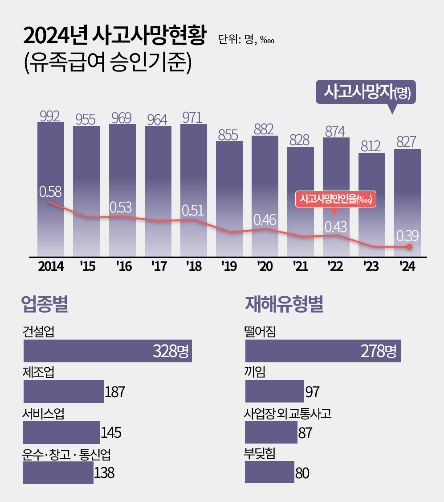 2024년 사고사망현황 단위: 명, ‱
(유족급여 승인기준)
사고사망자(명)
992 955 969 964 971 855 882 828 874 812 827
사고사망만인율(‱)
0.58 0.53 0.51 0.46 0.43 0.39
2014 '15 '16 '17 '18 '19 '20 '21 '22 '23 '24
업종별
건설업
328명
제조업
187
서비스업
145
운수·창고·통신업
138
재해유형별
떨어짐
278명
끼임
97
사업장 외 교통사고
87
부딪힘
80